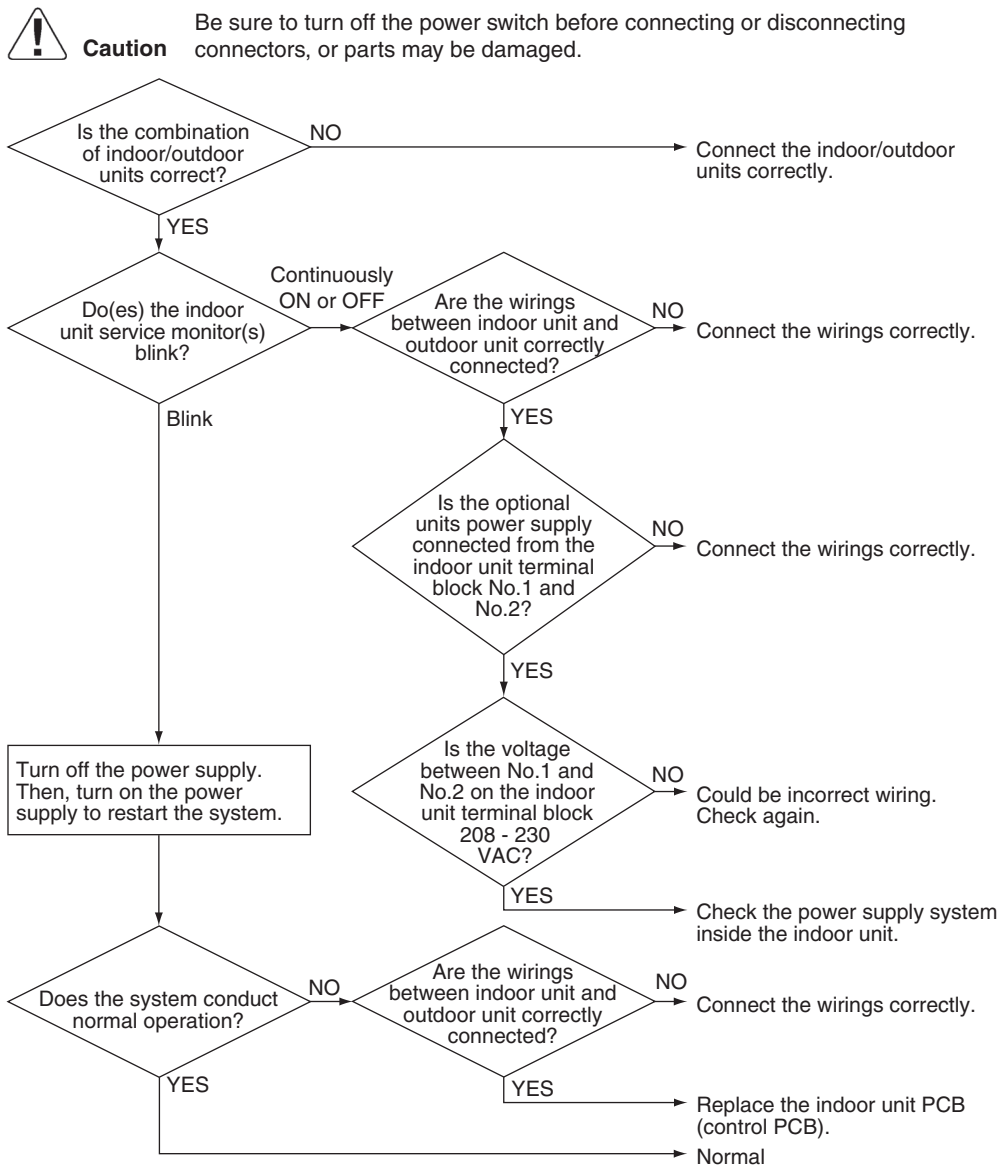 Be sure to turn off the power switch before connecting or disconnecting
Caution
connectors, or parts may be damaged.
Is the combination
of indoor/outdoor
units correct?
NO
Connect the indoor/outdoor
units correctly.
YES
Do(es) the indoor
unit service monitor(s)
blink?
Continuously
ON or OFF
Are the wirings
between indoor unit and
outdoor unit correctly
connected?
NO
Connect the wirings correctly.
Blink
YES
Is the optional
units power supply
connected from the
indoor unit terminal
block No.1 and
No.2?
NO
Connect the wirings correctly.
YES
Is the voltage
between No.1 and
No.2 on the indoor
unit terminal block
208 - 230
VAC?
NO
Could be incorrect wiring.
Check again.
YES
Check the power supply system
inside the indoor unit.
Turn off the power supply.
Then, turn on the power
supply to restart the system.
Does the system conduct
normal operation?
NO
Are the wirings
between indoor unit and
outdoor unit correctly
connected?
NO
Connect the wirings correctly.
YES
Replace the indoor unit PCB
(control PCB).
YES
Normal